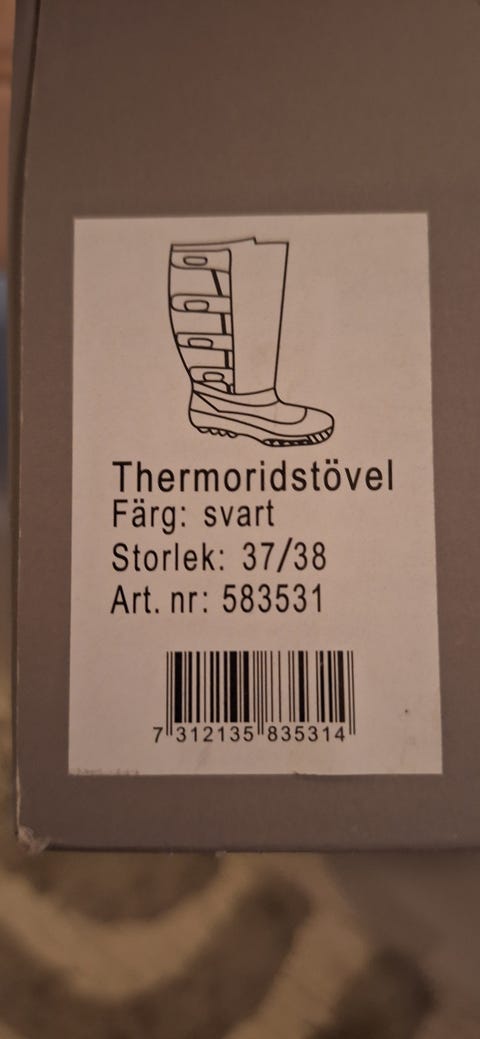 Thermoridstövel
Färg: svart
Storlek: 37/38
Art. nr: 583531
7 312135 835314